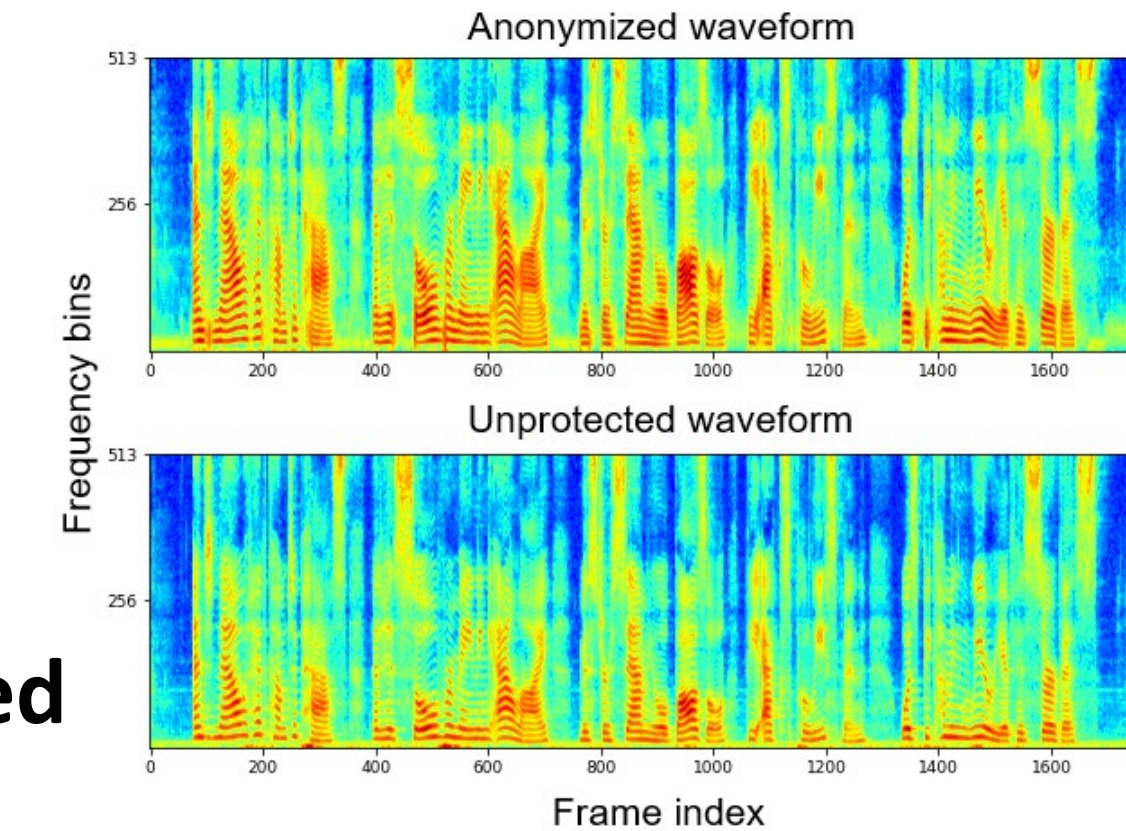 Anonymized waveform
513
256
0 200 400 600 800 1000 1200 1400 1600
Frequency bins
Unprotected waveform
513
256
0 200 400 600 800 1000 1200 1400 1600
Frame index
ed